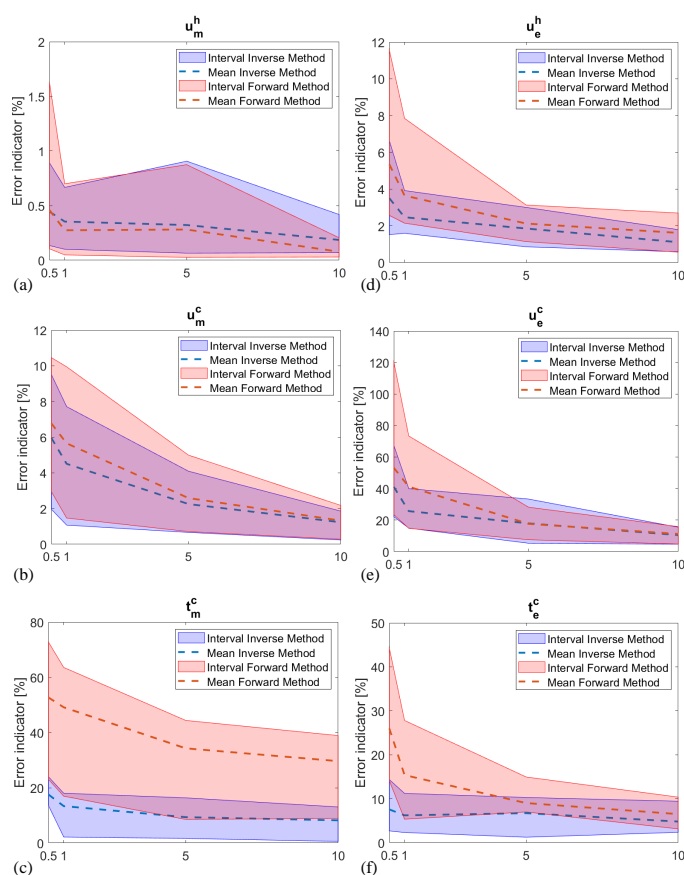 u_m^h
Error indicator [%]
2
1.5
1
0.5
0
0.5 1 5 10
Interval Inverse Method
Mean Inverse Method
Interval Forward Method
Mean Forward Method
(a)
u_e^h
Error indicator [%]
12
10
8
6
4
2
0
0.5 1 5 10
Interval Inverse Method
Mean Inverse Method
Interval Forward Method
Mean Forward Method
(d)
u_m^c
Error indicator [%]
12
10
8
6
4
2
0
0.5 1 5 10
Interval Inverse Method
Mean Inverse Method
Interval Forward Method
Mean Forward Method
(b)
u_e^c
Error indicator [%]
140
120
100
80
60
40
20
0
0.5 1 5 10
Interval Inverse Method
Mean Inverse Method
Interval Forward Method
Mean Forward Method
(e)
t_m^c
Error indicator [%]
80
60
40
20
0
0.5 1 5 10
Interval Inverse Method
Mean Inverse Method
Interval Forward Method
Mean Forward Method
(c)
t_e^c
Error indicator [%]
50
40
30
20
10
0
0.5 1 5 10
Interval Inverse Method
Mean Inverse Method
Interval Forward Method
Mean Forward Method
(f)